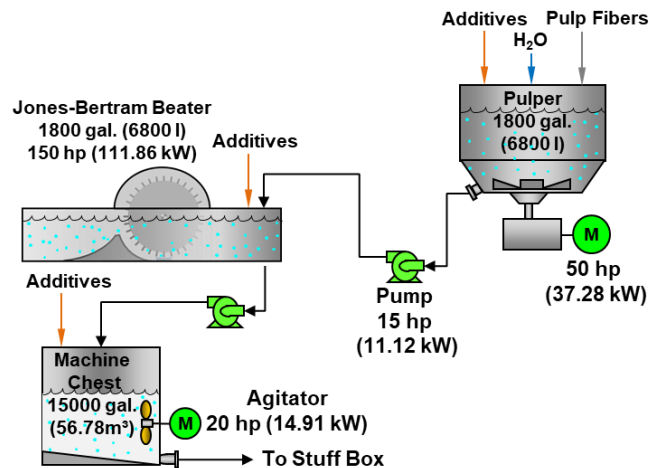 Additives
Pulp Fibers
H₂O
Pulper
1800 gal.
(6800 l)
Jones-Bertram Beater
1800 gal. (6800 l)
150 hp (111.86 kW)
Additives
M
50 hp
(37.28 kW)
Pump
15 hp
(11.12 kW)
Additives
Machine
Chest
15000 gal.
(56.78m³)
Agitator
M
20 hp (14.91 kW)
To Stuff Box